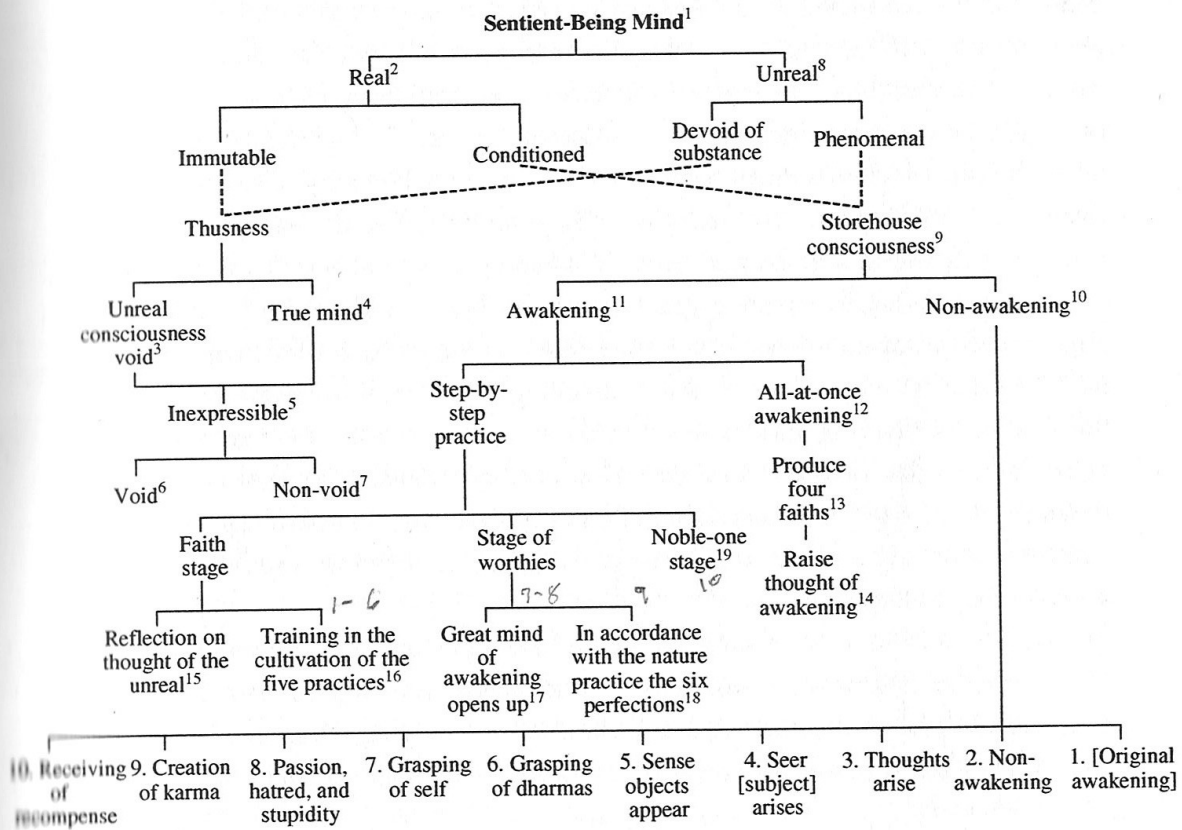 Sentient-Being Mind¹
Real²
Unreal⁸
Immutable
Conditioned
Devoid of
substance
Phenomenal
Thusness
Storehouse
consciousness⁹
Unreal
consciousness
void³
True mind⁴
Awakening¹¹
Non-awakening¹⁰
Inexpressible⁵
Step-by-
step
practice
All-at-once
awakening¹²
Void⁶
Non-void⁷
Produce
four
faiths¹³
Faith
stage
Stage of
worthies
Noble-one
stage¹⁹
Raise
thought of
awakening¹⁴
1-6
7-8
9
10
Reflection on
thought of the
unreal¹⁵
Training in the
cultivation of the
five practices¹⁶
Great mind
of
awakening
opens up¹⁷
In accordance
with the nature
practice the six
perfections¹⁸
10. Receiving
of
recompense
9. Creation
of karma
8. Passion,
hatred, and
stupidity
7. Grasping
of self
6. Grasping
of dharmas
5. Sense
objects
appear
4. Seer
[subject]
arises
3. Thoughts
arise
2. Non-
awakening
1. [Original
awakening]